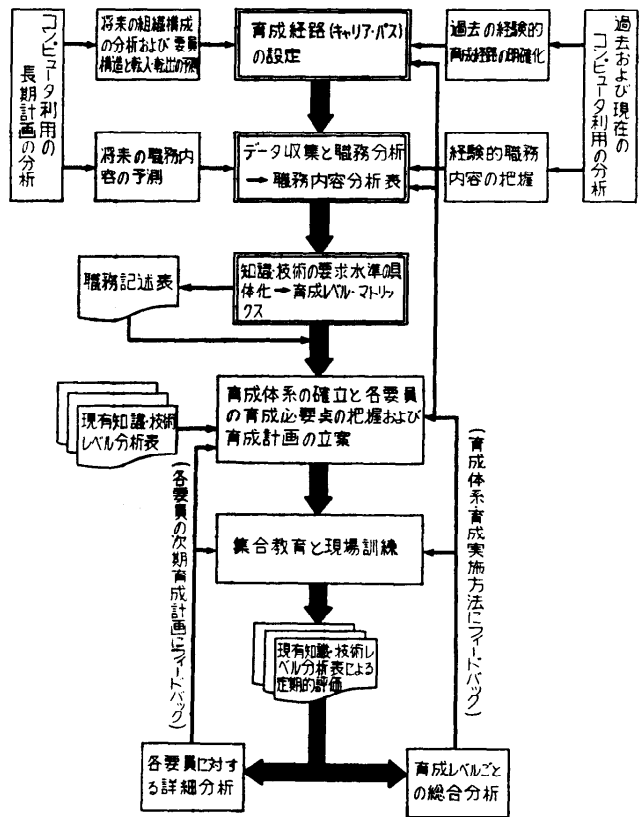 コンピュータ利用の
長期計画の分析
将来の組織構成
の分析および要員
構造と転入・転出の予測
育成経路(キャリア・パス)
の設定
過去の経験的
育成経路の明確化
過去および現在の
コンピュータ利用の分析
将来の職務内
容の予測
データ収集と職務分析
→ 職務内容分析表
経験的職務
内容の把握
職務記述表
知識・技術の要求水準の具
体化→育成レベル・マトリッ
クス
現有知識・技術
レベル分析表
育成体系の確立と各要員
の育成必要点の把握および
育成計画の立案
(各要員の次期育成計画にフィードバック)
集合教育と現場訓練
(育成体系・育成実施方法にフィードバック)
現有知識・技術レ
ベル分析表による
定期的評価
各要員に対す
る詳細分析
育成レベルごと
の総合分析